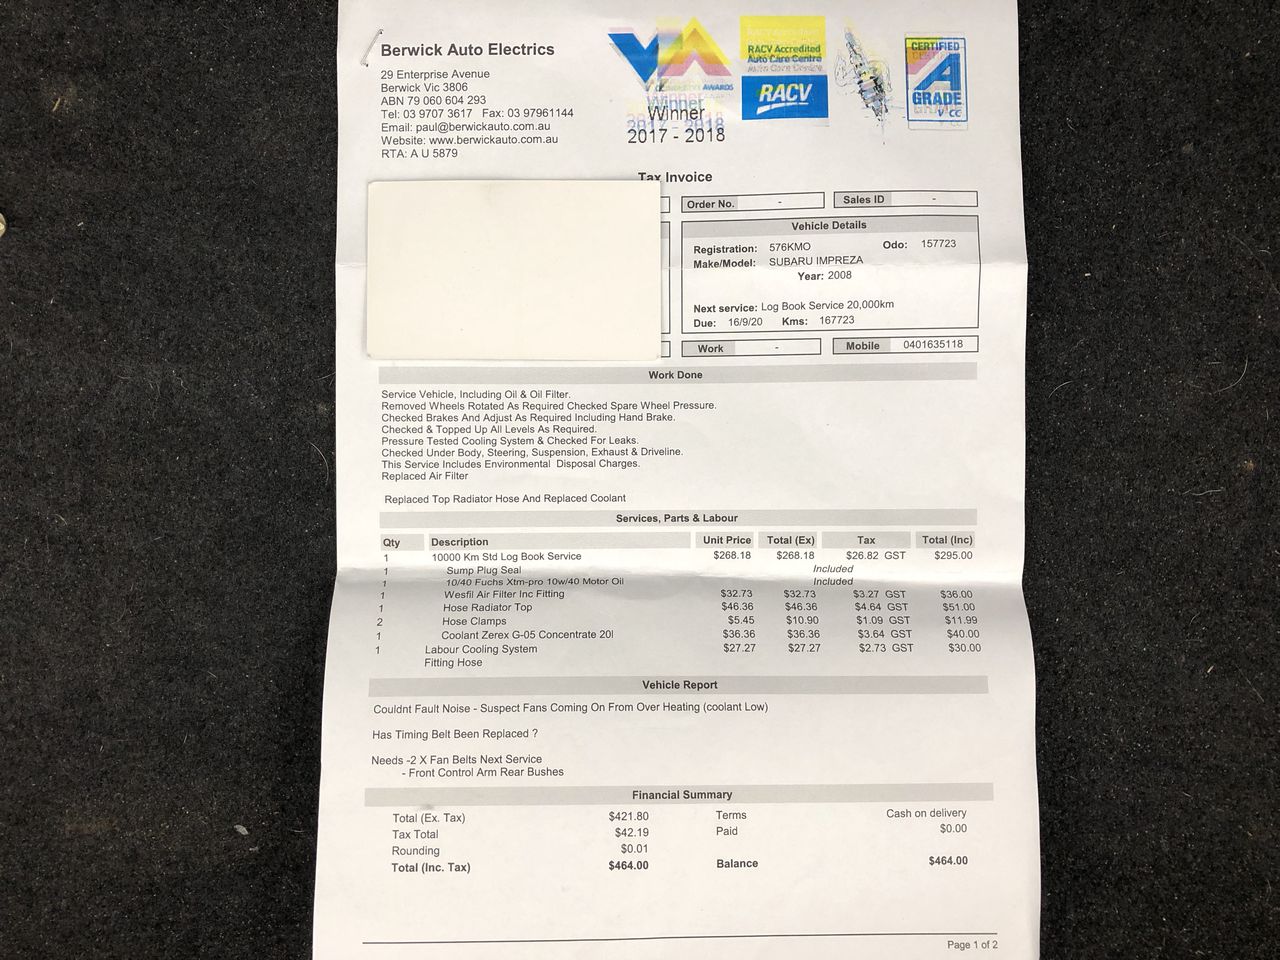 Berwick Auto Electrics
29 Enterprise Avenue
Berwick Vic 3806
ABN 79 060 604 293
Tel: 03 9707 3617 Fax: 03 97961144
Email: paul@berwickauto.com.au
Website: www.berwickauto.com.au
RTA: A U 5879
AWARDS
Winner
Winner
2017 - 2018
2017 - 2018
RACV Accredited
RACV Accredited
Auto Care Centre
Auto Care Centre
RACV
CERTIFIED
A
GRADE
VACC
Tax Invoice
Order No. -
Sales ID -
Vehicle Details
Registration: 576KMO Odo: 157723
Make/Model: SUBARU IMPREZA
Year: 2008
Next service: Log Book Service 20,000km
Due: 16/9/20 Kms: 167723
Work -
Mobile 0401635118
Work Done
Service Vehicle, Including Oil & Oil Filter.
Removed Wheels Rotated As Required Checked Spare Wheel Pressure.
Checked Brakes And Adjust As Required Including Hand Brake.
Checked & Topped Up All Levels As Required.
Pressure Tested Cooling System & Checked For Leaks.
Checked Under Body, Steering, Suspension, Exhaust & Driveline.
This Service Includes Environmental Disposal Charges.
Replaced Air Filter
Replaced Top Radiator Hose And Replaced Coolant
Services, Parts & Labour
Qty Description Unit Price Total (Ex) Tax Total (Inc)
1 10000 Km Std Log Book Service $268.18 $268.18 $26.82 GST $295.00
1 Sump Plug Seal Included
1 10/40 Fuchs Xtm-pro 10w/40 Motor Oil Included
1 Wesfil Air Filter Inc Fitting $32.73 $32.73 $3.27 GST $36.00
1 Hose Radiator Top $46.36 $46.36 $4.64 GST $51.00
2 Hose Clamps $5.45 $10.90 $1.09 GST $11.99
1 Coolant Zerex G-05 Concentrate 20l $36.36 $36.36 $3.64 GST $40.00
1 Labour Cooling System $27.27 $27.27 $2.73 GST $30.00
Fitting Hose
Vehicle Report
Couldnt Fault Noise - Suspect Fans Coming On From Over Heating (coolant Low)
Has Timing Belt Been Replaced ?
Needs -2 X Fan Belts Next Service
- Front Control Arm Rear Bushes
Financial Summary
Total (Ex. Tax) $421.80 Terms Cash on delivery
Tax Total $42.19 Paid $0.00
Rounding $0.01
Total (Inc. Tax) $464.00 Balance $464.00
Page 1 of 2